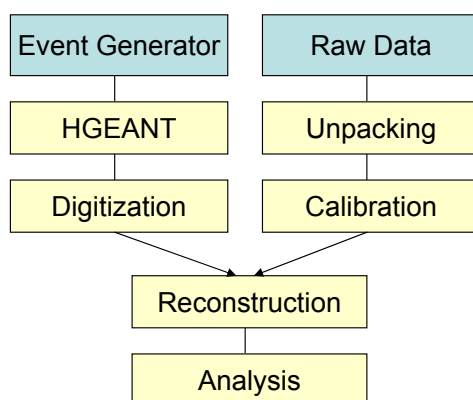 Event Generator
Raw Data
HGEANT
Unpacking
Digitization
Calibration
Reconstruction
Analysis